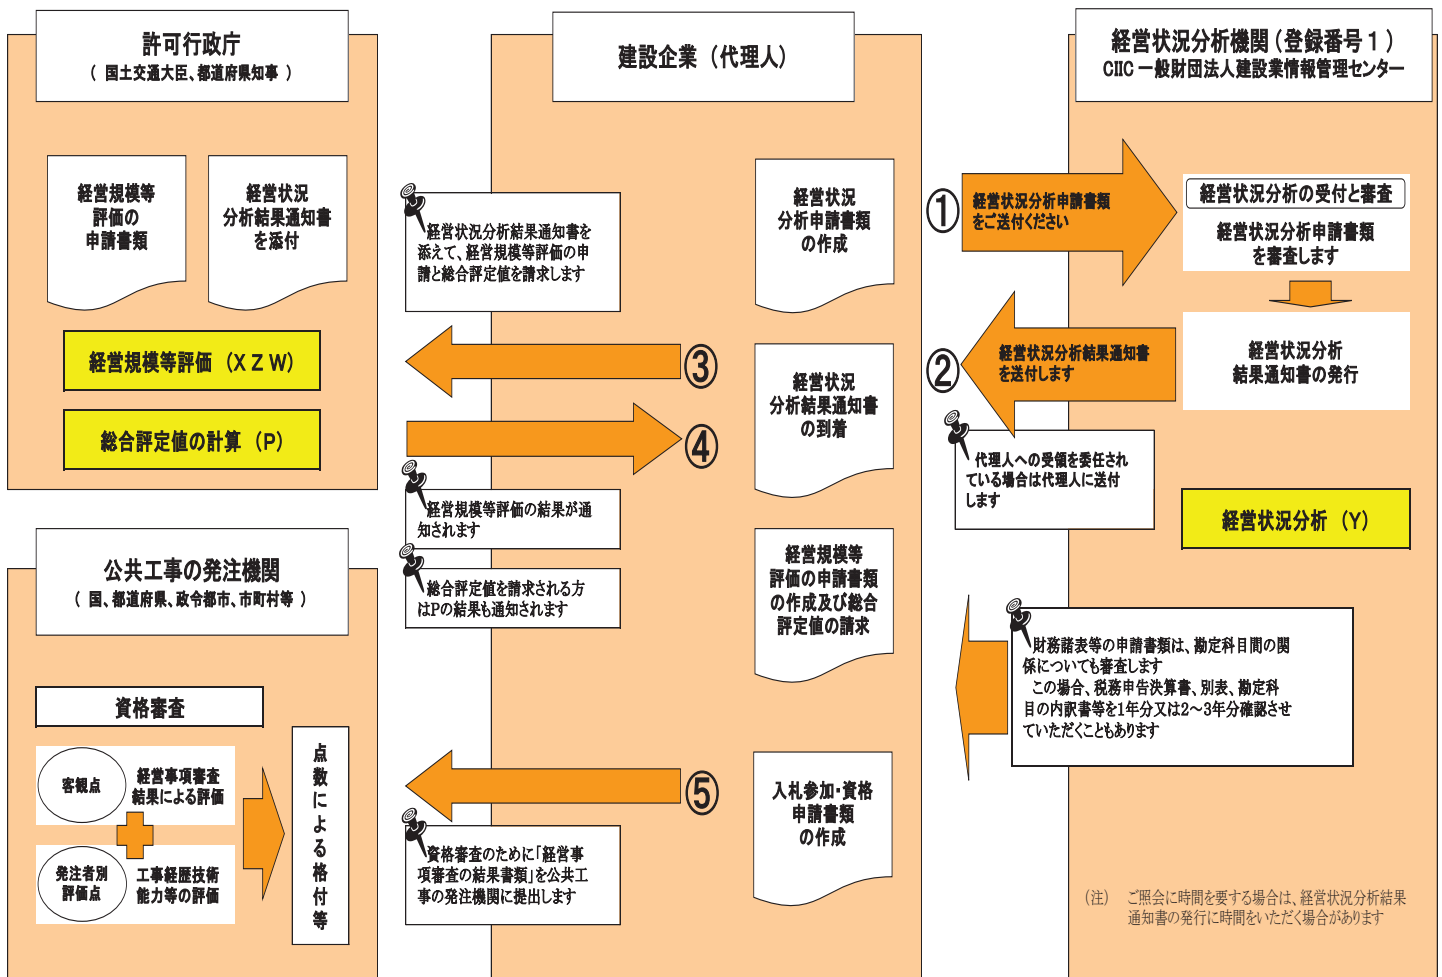 許可行政庁
（ 国土交通大臣、都道府県知事 ）
経営規模等
評価の
申請書類
経営状況
分析結果通知書
を添付
経営規模等評価（X Z W）
総合評定値の計算（P）
公共工事の発注機関
（ 国、都道府県、政令都市、市町村等 ）
資格審査
客観点
経営事項審査
結果による評価
発注者別
評価点
工事経歴技術
能力等の評価
点数による格付等
経営状況分析結果通知書を
添えて、経営規模等評価の申
請と総合評定値を請求します
③
④
経営規模等評価の結果が通
知されます
総合評定値を請求される方
はPの結果も通知されます
⑤
資格審査のために「経営事
項審査の結果書類」を公共工
事の発注機関に提出します
建設企業（代理人）
経営状況
分析申請書類
の作成
経営状況
分析結果通知書
の到着
経営規模等
評価の申請書類
の作成及び総合
評定値の請求
入札参加・資格
申請書類
の作成
①
経営状況分析申請書類
をご送付ください
②
経営状況分析結果通知書
を送付します
代理人への受領を委任され
ている場合は代理人に送付
します
経営状況分析機関（登録番号１）
CIIC 一般財団法人建設業情報管理センター
経営状況分析の受付と審査
経営状況分析申請書類
を審査します
経営状況分析
結果通知書の発行
経営状況分析（Y）
財務諸表等の申請書類は、勘定科目間の関
係についても審査します
この場合、税務申告決算書、別表、勘定科
目の内訳書等を1年分又は2～3年分確認させ
ていただくこともあります
（注） ご照会に時間を要する場合は、経営状況分析結果
通知書の発行に時間をいただく場合があります